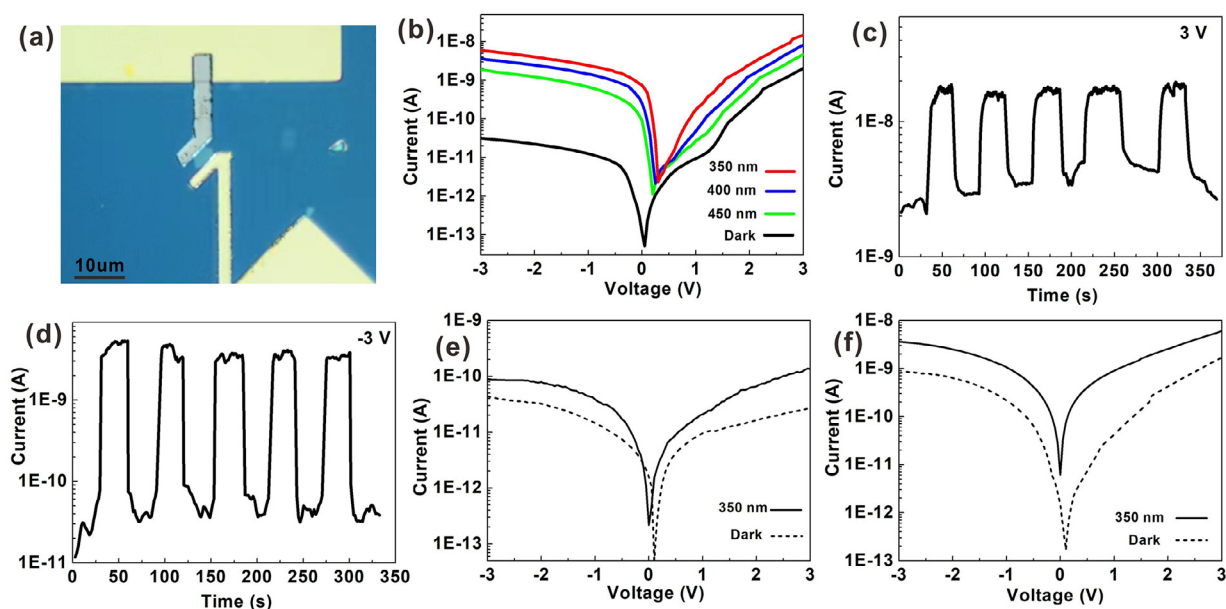 (a)
10um
(b)
1E-8
1E-9
1E-10
1E-11
1E-12
1E-13
Current (A)
350 nm
400 nm
450 nm
Dark
-3 -2 -1 0 1 2 3
Voltage (V)
(c)
3 V
1E-8
1E-9
Current (A)
0 50 100 150 200 250 300 350
Time (s)
(d)
-3 V
1E-9
1E-10
1E-11
Current (A)
0 50 100 150 200 250 300 350
Time (s)
(e)
1E-9
1E-10
1E-11
1E-12
1E-13
Current (A)
350 nm
Dark
-3 -2 -1 0 1 2 3
Voltage (V)
(f)
1E-8
1E-9
1E-10
1E-11
1E-12
1E-13
Current (A)
350 nm
Dark
-3 -2 -1 0 1 2 3
Voltage (V)